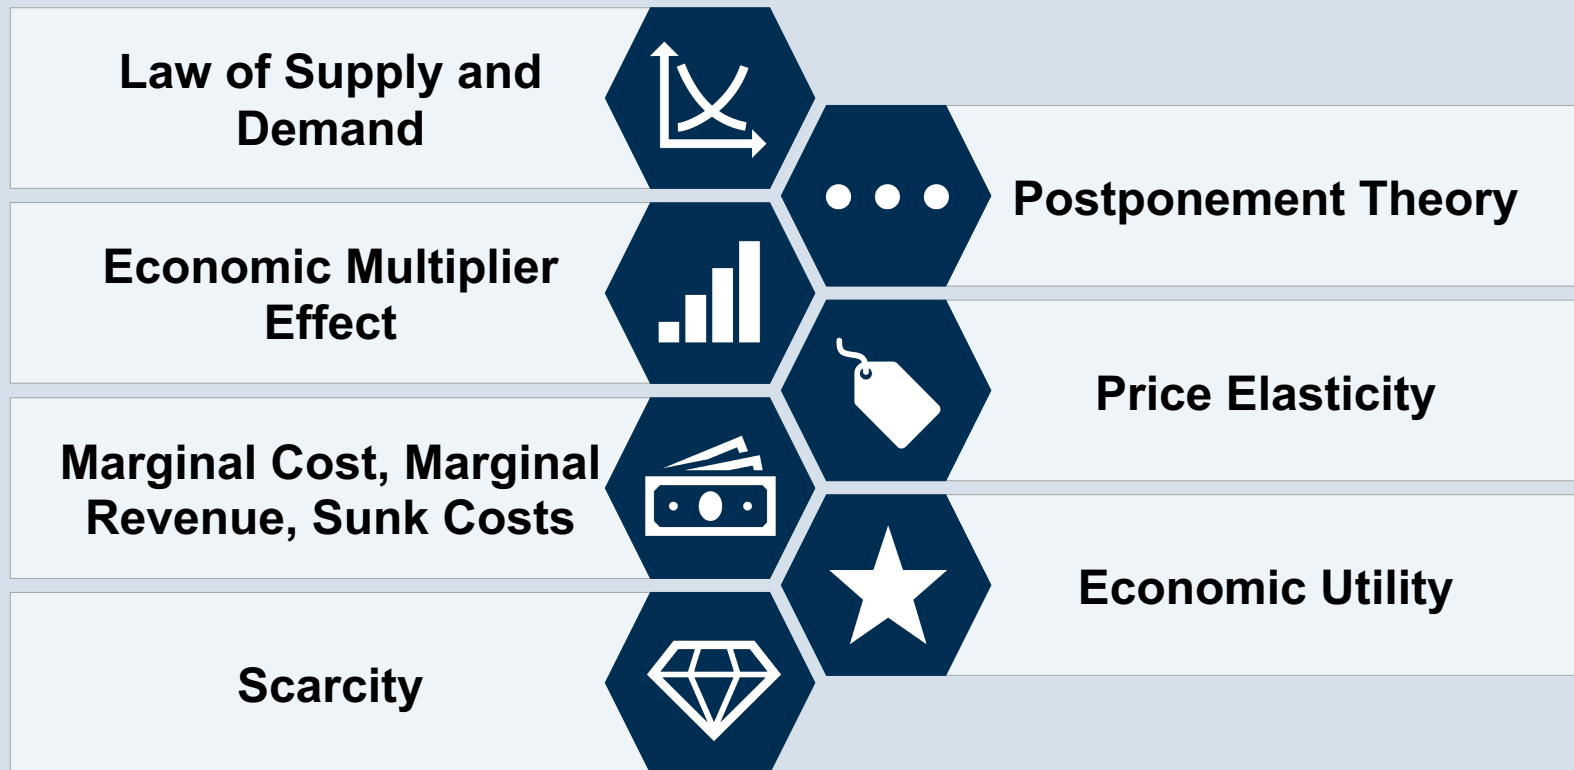 Law of Supply and
Demand
Postponement Theory
Economic Multiplier
Effect
Price Elasticity
Marginal Cost, Marginal
Revenue, Sunk Costs
Economic Utility
Scarcity